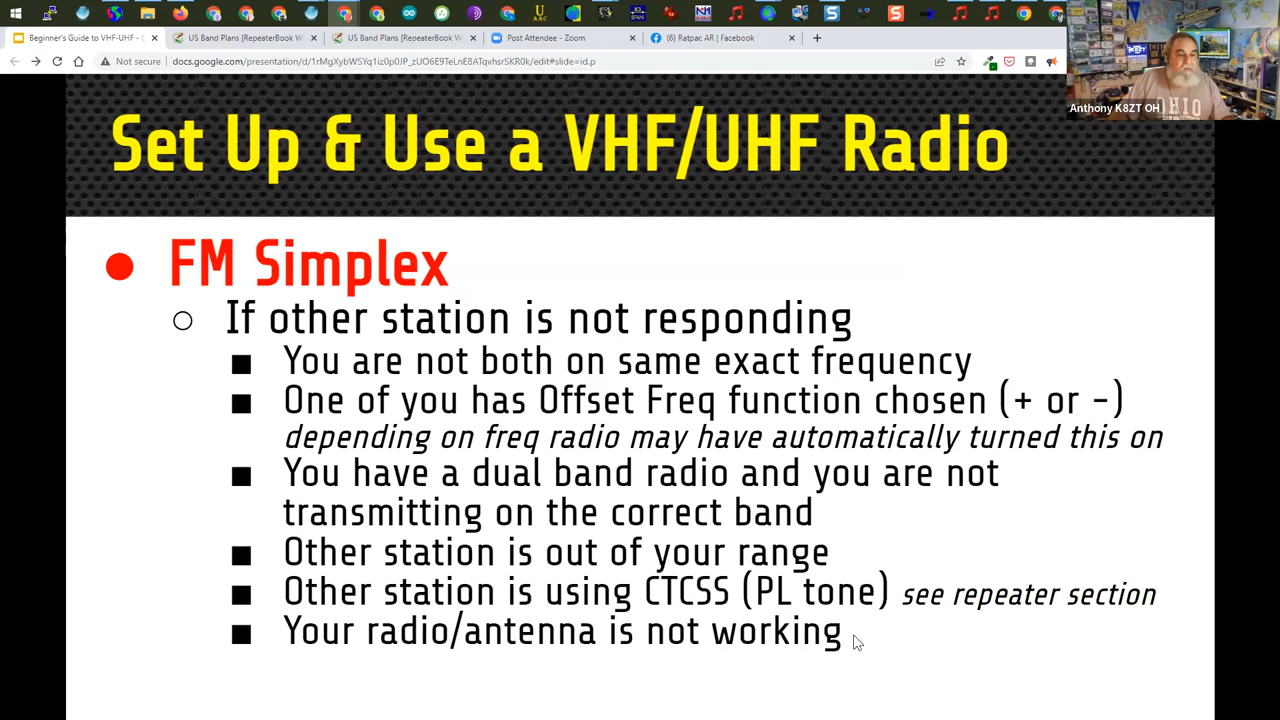 Beginner's Guide to VHF-UHF - G
US Band Plans [RepeaterBook W
US Band Plans [RepeaterBook W
Post Attendee - Zoom
(6) Ratpac AR | Facebook
Not secure
Anthony K8ZT OH
OHIO
Set Up & Use a VHF/UHF Radio
FM Simplex
If other station is not responding
You are not both on same exact frequency
One of you has Offset Freq function chosen (+ or -)
depending on freq radio may have automatically turned this on
You have a dual band radio and you are not
transmitting on the correct band
Other station is out of your range
Other station is using CTCSS (PL tone) see repeater section
Your radio/antenna is not working